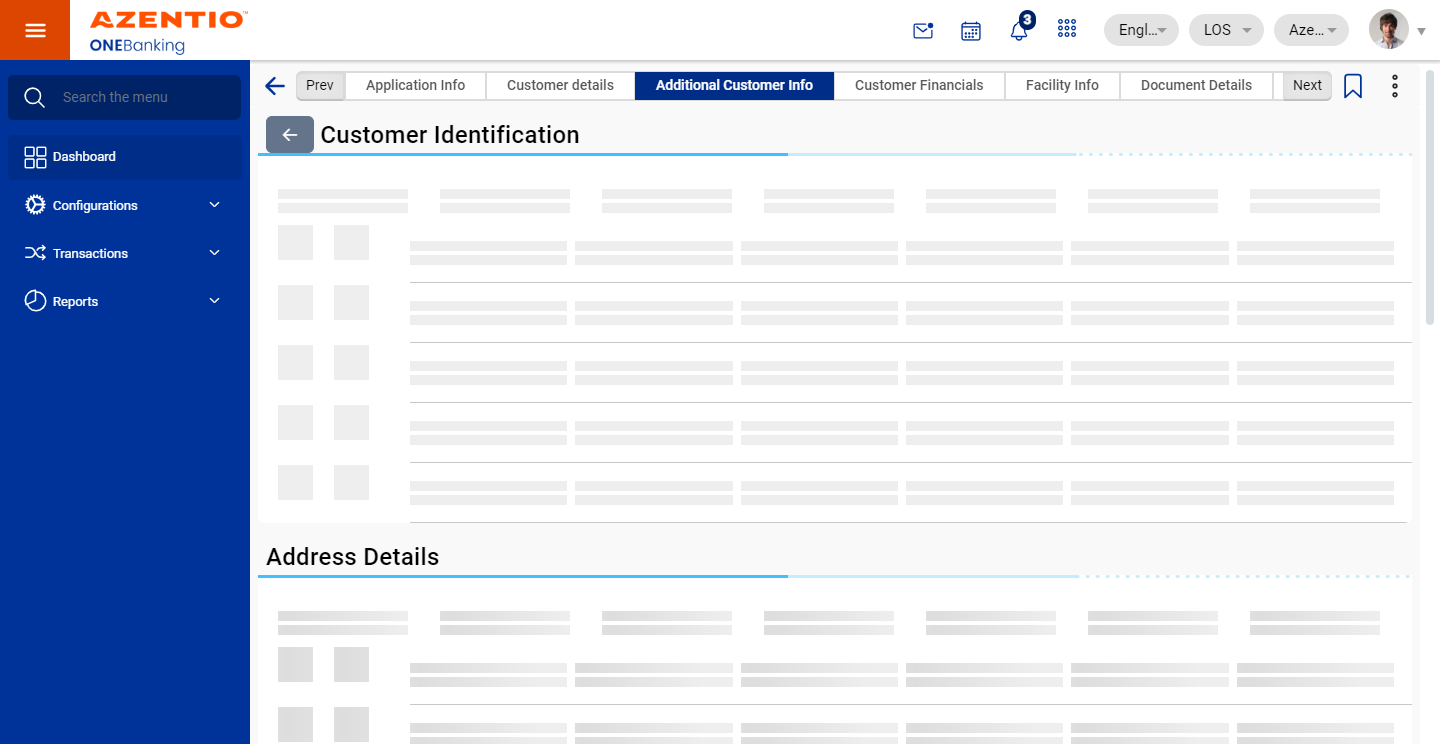 AZENTIO™
ONEBanking
3
Engl...
LOS
Aze...
Search the menu
Dashboard
Configurations
Transactions
Reports
Prev
Application Info
Customer details
Additional Customer Info
Customer Financials
Facility Info
Document Details
Next
Customer Identification
Address Details